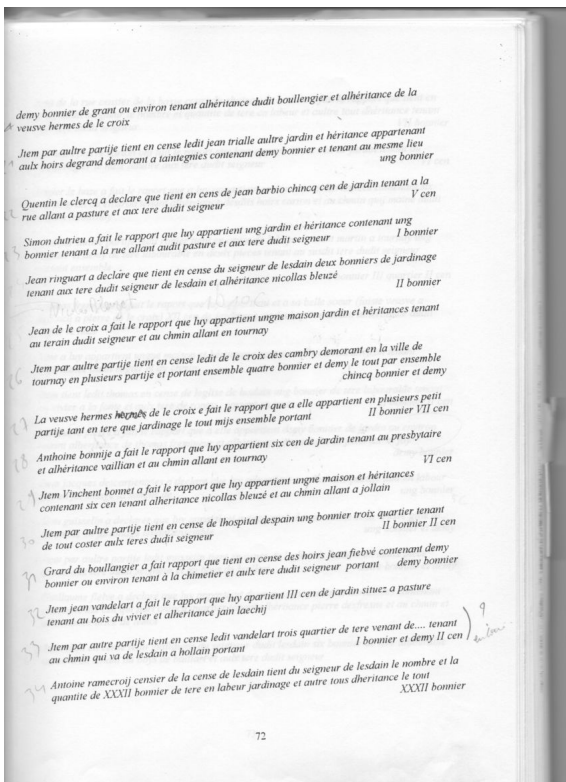 demy bonnier de grant ou environ tenant alhéritance dudit boullengier et alhéritance de la
veusve hermes de le croix
Jtem par aultre partije tient en cense ledit jean trialle aultre jardin et héritance appartenant
aulx hoirs degrand demorant a taintegnies contenant demy bonnier et tenant au mesme lieu
ung bonnier
Quentin le clercq a declare que tient en cens de jean barbio chincq cen de jardin tenant a la
rue allant a pasture et aux tere dudit seigneur V cen
23 Simon dutrieu a fait le rapport que luy appartient ung jardin et héritance contenant ung
bonnier tenant a la rue allant audit pasture et aux tere dudit seigneur I bonnier
Jean ringuart a declare que tient en cense du seigneur de lesdain deux bonniers de jardinage
tenant aux tere dudit seigneur de lesdain et alhéritance nicollas bleuzé
II bonnier
Jean de le croix a fait le rapport que luy appartient ungne maison jardin et héritances tenant
au terain dudit seigneur et au chmin allant en tournay
26 Jtem par aultre partije tient en cense ledit de le croix des cambry demorant en la ville de
tournay en plusieurs partije et portant ensemble quatre bonnier et demy le tout par ensemble
chincq bonnier et demy
27 La veusve hermes hermes de le croix e fait le rapport que a elle appartient en plusieurs petit
partije tant en tere que jardinage le tout mijs ensemble portant II bonnier VII cen
28 Anthoine bonnije a fait le rapport que luy appartient six cen de jardin tenant au presbytaire
et alhéritance vaillian et au chmin allant en tournay
VI cen
29 Jtem Vinchent bonnet a fait le rapport que luy appartient ungne maison et héritances
contenant six cen tenant alheritance nicollas bleuzé et au chmin allant a jollain
30 Jtem par aultre partije tient en cense de lhospital despain ung bonnier troix quartier tenant
de tout coster aulx teres dudit seigneur II bonnier II cen
31 Grard du boullangier a fait rapport que tient en cense des hoirs jean fiebvé contenant demy
bonnier ou environ tenant à la chimetier et aulx tere dudit seigneur portant demy bonnier
32 Jtem jean vandelart a fait le rapport que luy apartient III cen de jardin situez a pasture
tenant au bois du vivier et alheritance jain laechij
33 Jtem par autre partije tient en cense ledit vandelart trois quartier de tere venant de.... tenant
au chmin qui va de lesdain a hollain portant I bonnier et demy II cen
34 Antoine ramecroij censier de la cense de lesdain tient du seigneur de lesdain le nombre et la
quantite de XXXII bonnier de tere en labeur jardinage et autre tous dheritance le tout
XXXII bonnier
72